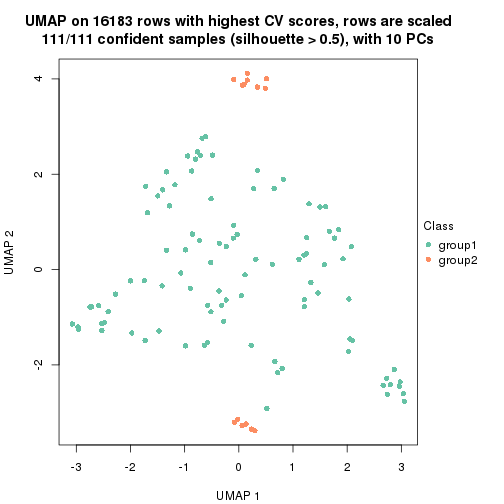 UMAP on 16183 rows with highest CV scores, rows are scaled
111/111 confident samples (silhouette > 0.5), with 10 PCs
4
2
0
-2
UMAP 2
-3 -2 -1 0 1 2 3
UMAP 1
Class
group1
group2